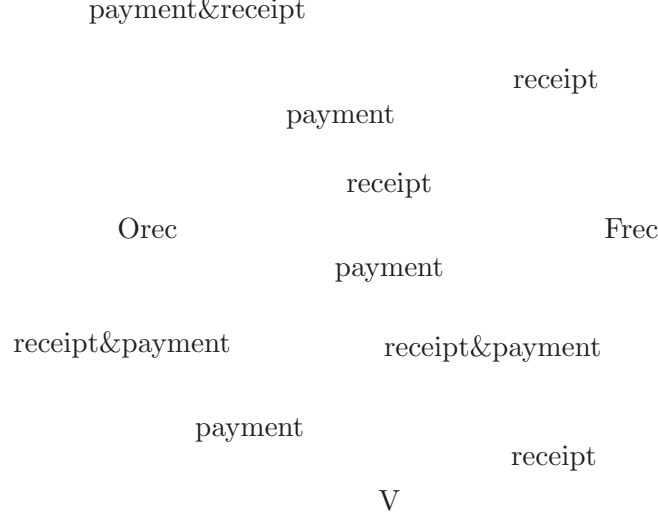 payment&receipt
receipt
payment
receipt
Orec
Frec
payment
receipt&payment
receipt&payment
payment
receipt
V